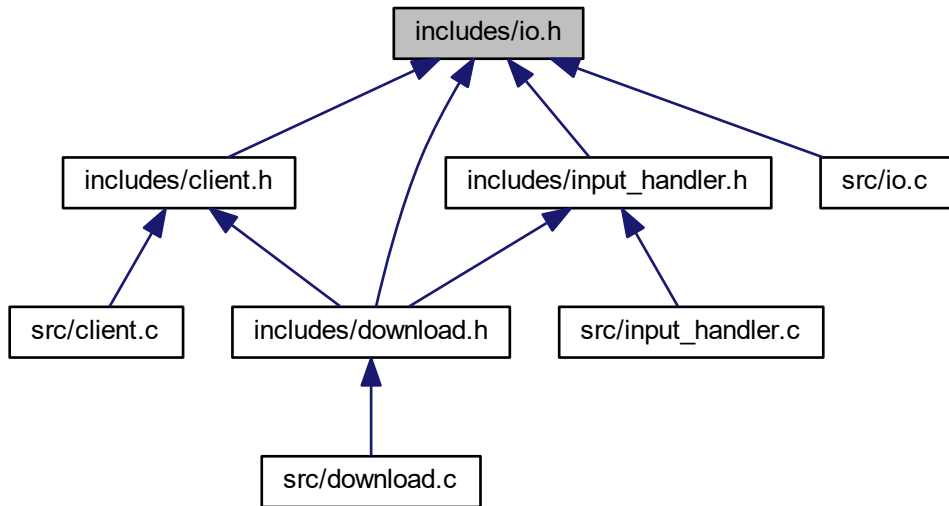 includes/io.h
includes/client.h
includes/input_handler.h
src/io.c
src/client.c
includes/download.h
src/input_handler.c
src/download.c